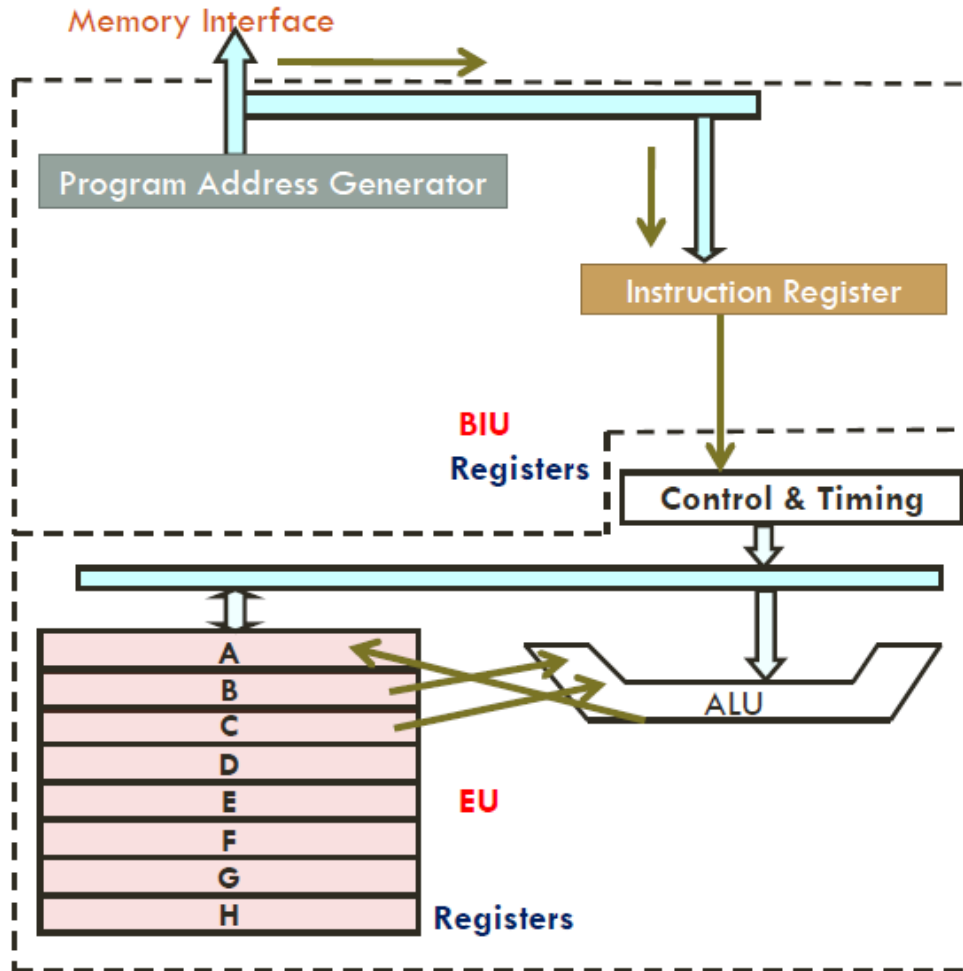 Memory Interface
Program Address Generator
Instruction Register
BIU
Registers
Control & Timing
A
B
C
D
E
F
G
H
ALU
EU
Registers